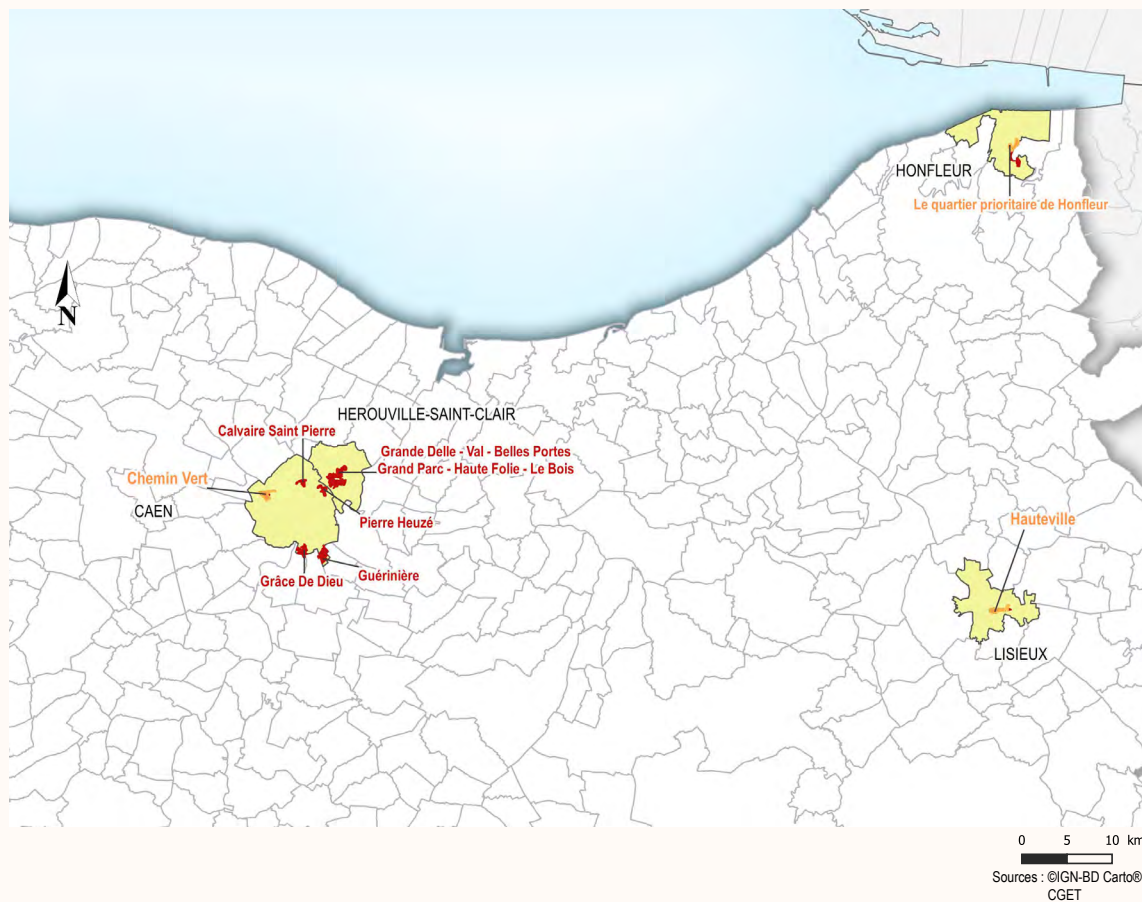 HONFLEUR
Le quartier prioritaire de Honfleur
N
HEROUVILLE-SAINT-CLAIR
Calvaire Saint Pierre
Grande Delle - Val - Belles Portes
Grand Parc - Haute Folie - Le Bois
Chemin Vert
CAEN
Pierre Heuzé
Hauteville
Grâce De Dieu
Guérinière
LISIEUX
0 5 10 km
Sources : ©IGN-BD Carto®
CGET